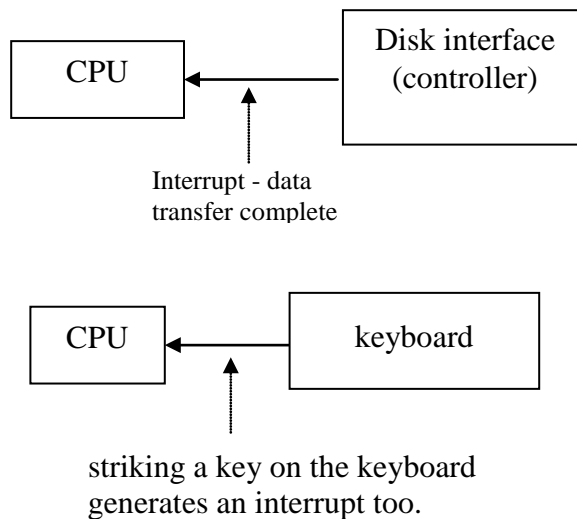 CPU
Disk interface
(controller)
Interrupt - data
transfer complete
CPU
keyboard
striking a key on the keyboard
generates an interrupt too.